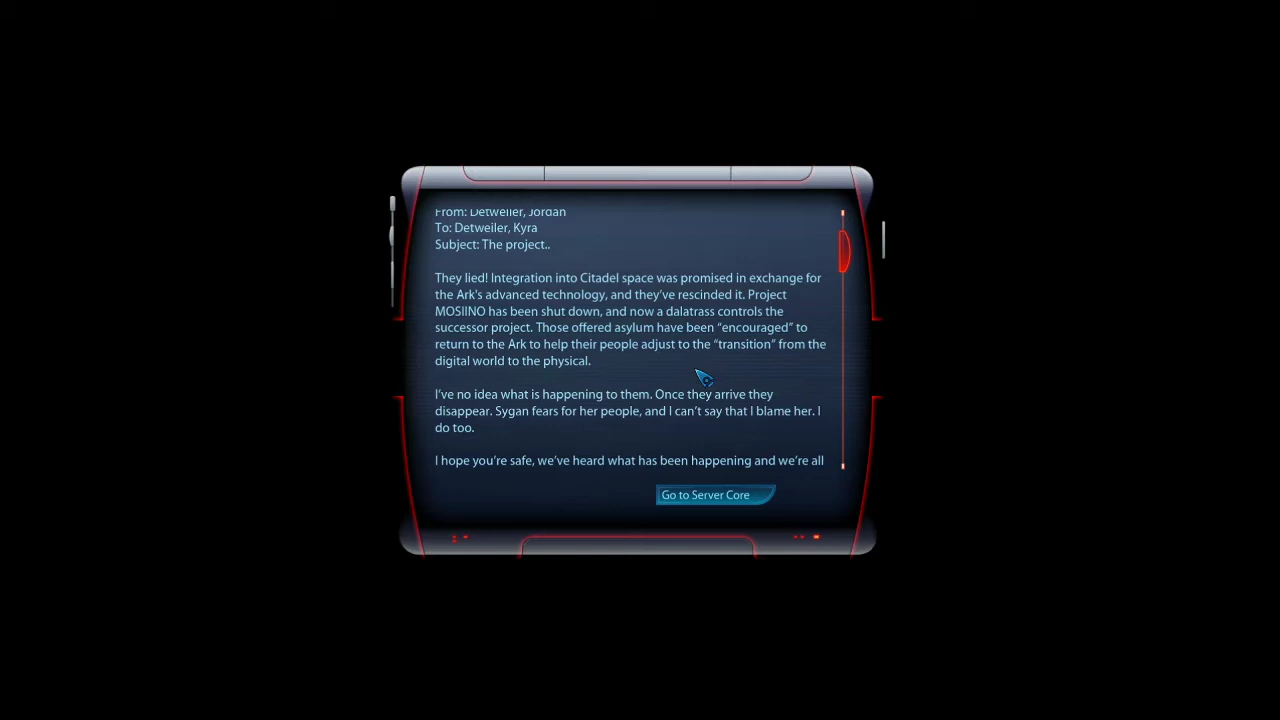 From: Detweiler, Jordan
To: Detweiler, Kyra
Subject: The project..
They lied! Integration into Citadel space was promised in exchange for
the Ark's advanced technology, and they've rescinded it. Project
MOSIINO has been shut down, and now a dalatrass controls the
successor project. Those offered asylum have been “encouraged” to
return to the Ark to help their people adjust to the “transition” from the
digital world to the physical.
I've no idea what is happening to them. Once they arrive they
disappear. Sygan fears for her people, and I can't say that I blame her. I
do too.
I hope you're safe, we've heard what has been happening and we're all
Go to Server Core